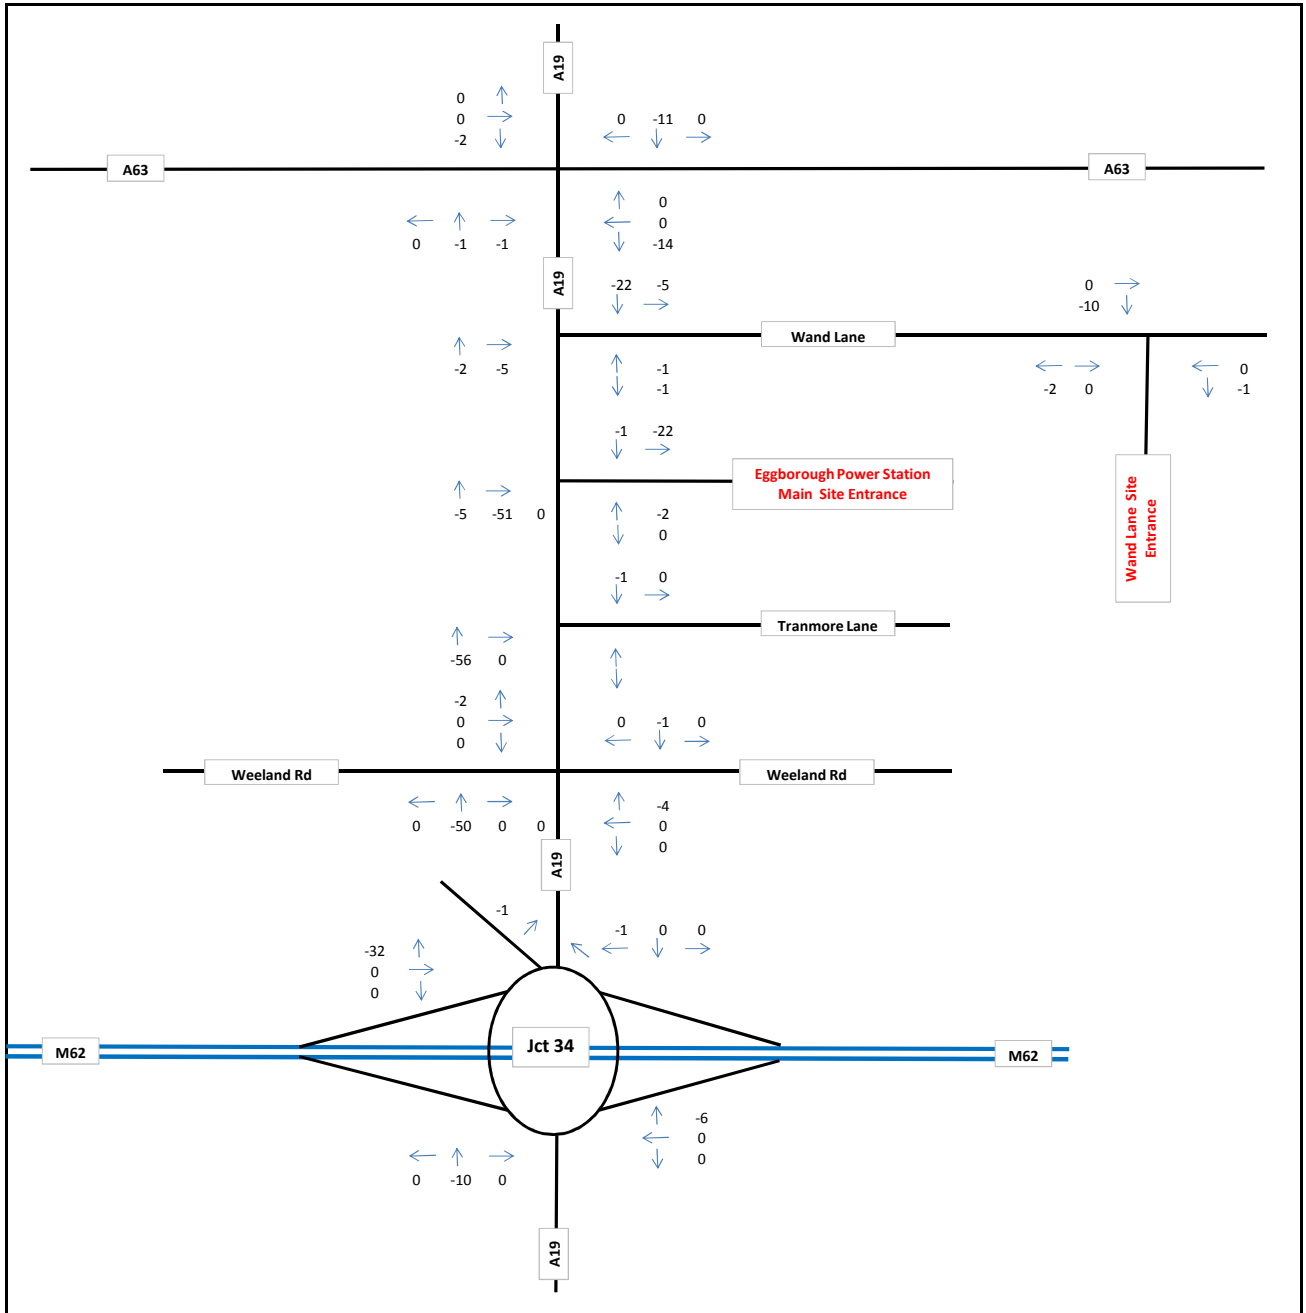 A19
0
0
-2
0 -11 0
A63
A63
0
0
-14
0 -1 -1
A19
-22 -5
0
-10
Wand Lane
-2 -5
-1
-1
-2 0
0
-1
-1 -22
Eggborough Power Station
Main Site Entrance
Wand Lane Site
Entrance
-5 -51 0
-2
0
-1 0
Tranmore Lane
-56 0
-2
0
0
0 -1 0
Weeland Rd
Weeland Rd
0 -50 0 0
-4
0
0
A19
-1
-1 0 0
-32
0
0
Jct 34
M62
M62
-6
0
0
0 -10 0
A19